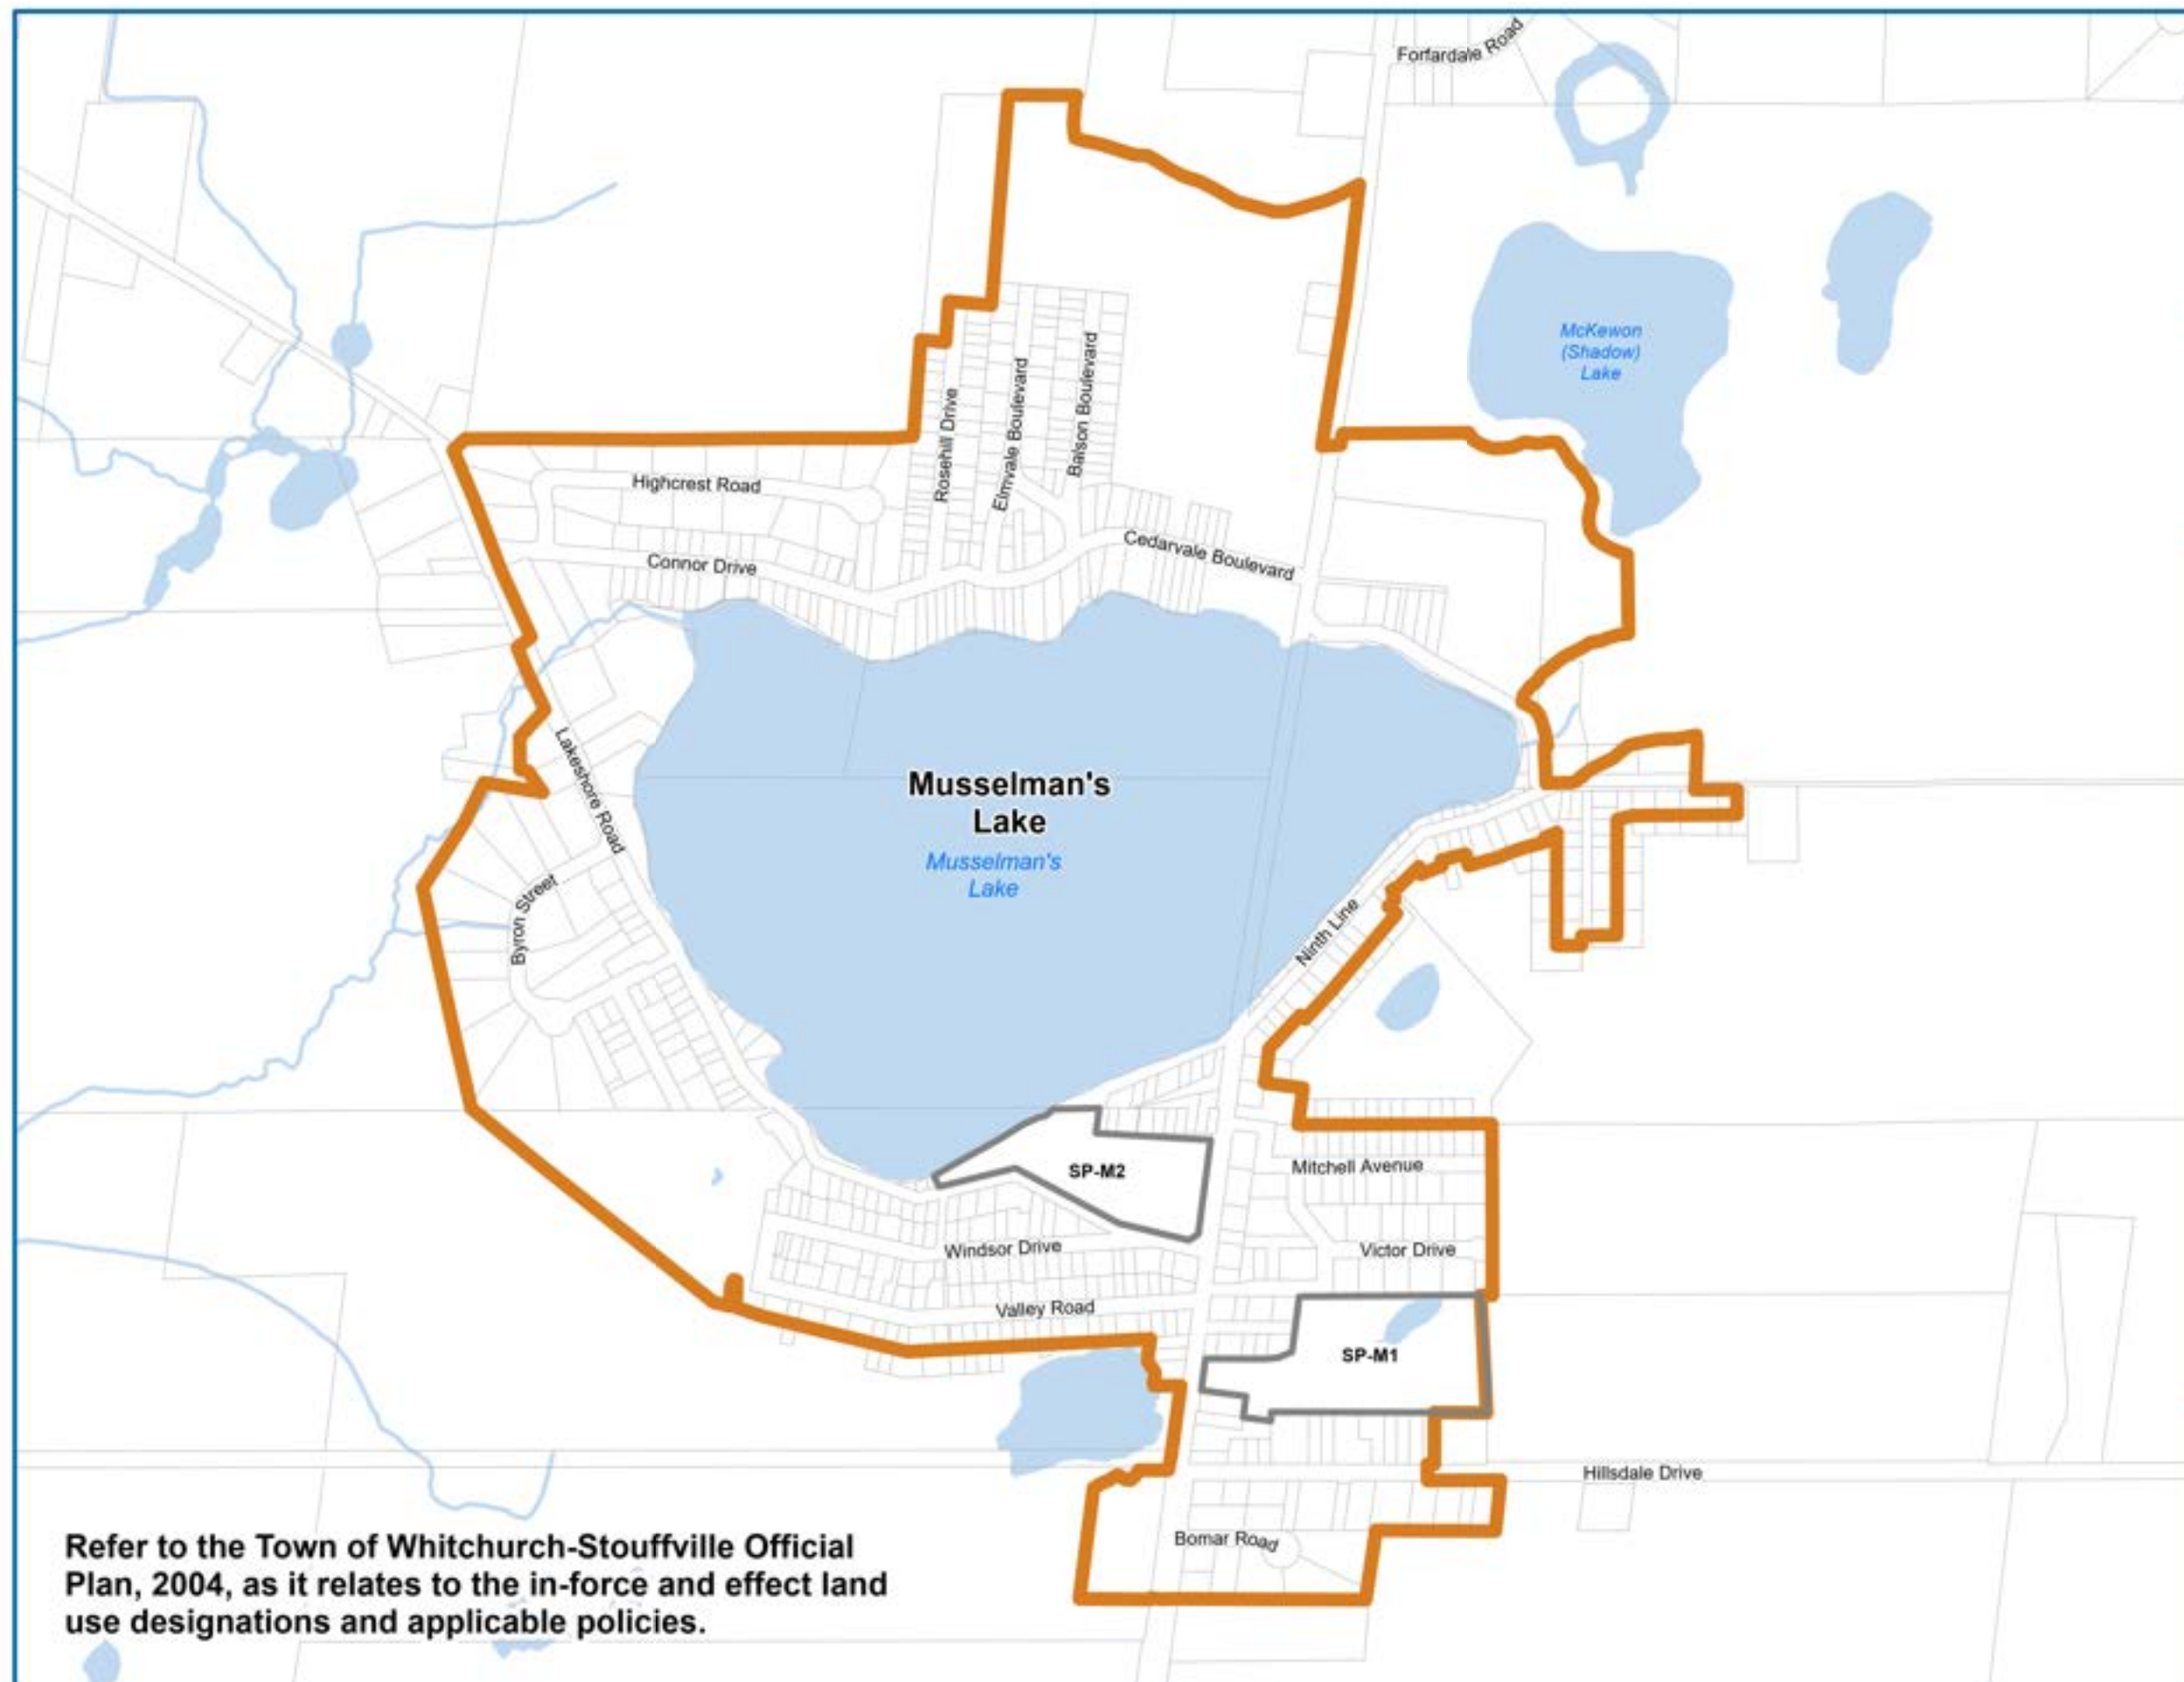 Forfardale Road
McKewon
(Shadow)
Lake
Rosehill Drive
Elmvale Boulevard
Balson Boulevard
Highcrest Road
Connor Drive
Cedarvale Boulevard
Lakeshore Road
Musselman's
Lake
Musselman's
Lake
Byron Street
Ninth Line
SP-M2
Mitchell Avenue
Windsor Drive
Victor Drive
Valley Road
SP-M1
Hillsdale Drive
Bomar Road
Refer to the Town of Whitchurch-Stouffville Official
Plan, 2004, as it relates to the in-force and effect land
use designations and applicable policies.